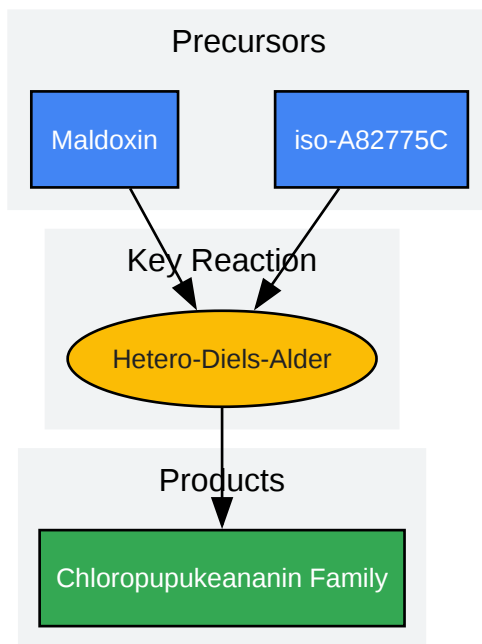 Precursors
Maldoxin
iso-A82775C
Key Reaction
Hetero-Diels-Alder
Products
Chloropupukeananin Family